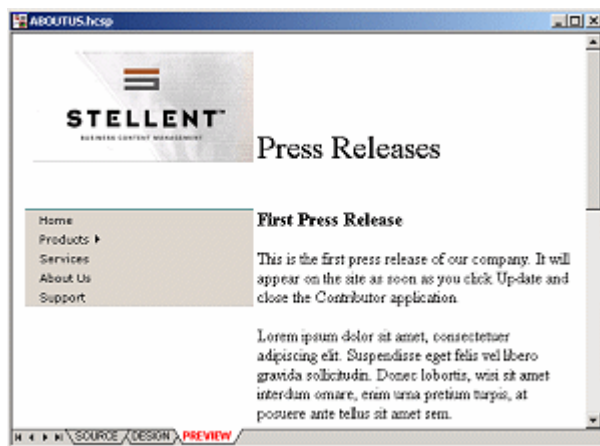 ABOUTUS.hcsp
STELLENT™
BUSINESS CONTENT MANAGEMENT
Press Releases
Home
Products
Services
About Us
Support
First Press Release
This is the first press release of our company. It will
appear on the site as soon as you click Update and
close the Contributor application.
Lorem ipsum dolor sit amet, consectetuer
adipiscing elit. Suspendisse eget felis vel libero
gravida sollicitudin. Donec lobortis, wisi sit amet
interdum ornare, enim urna pretium turpis, at
posuere ante tellus sit amet sem.
SOURCE DESIGN PREVIEW